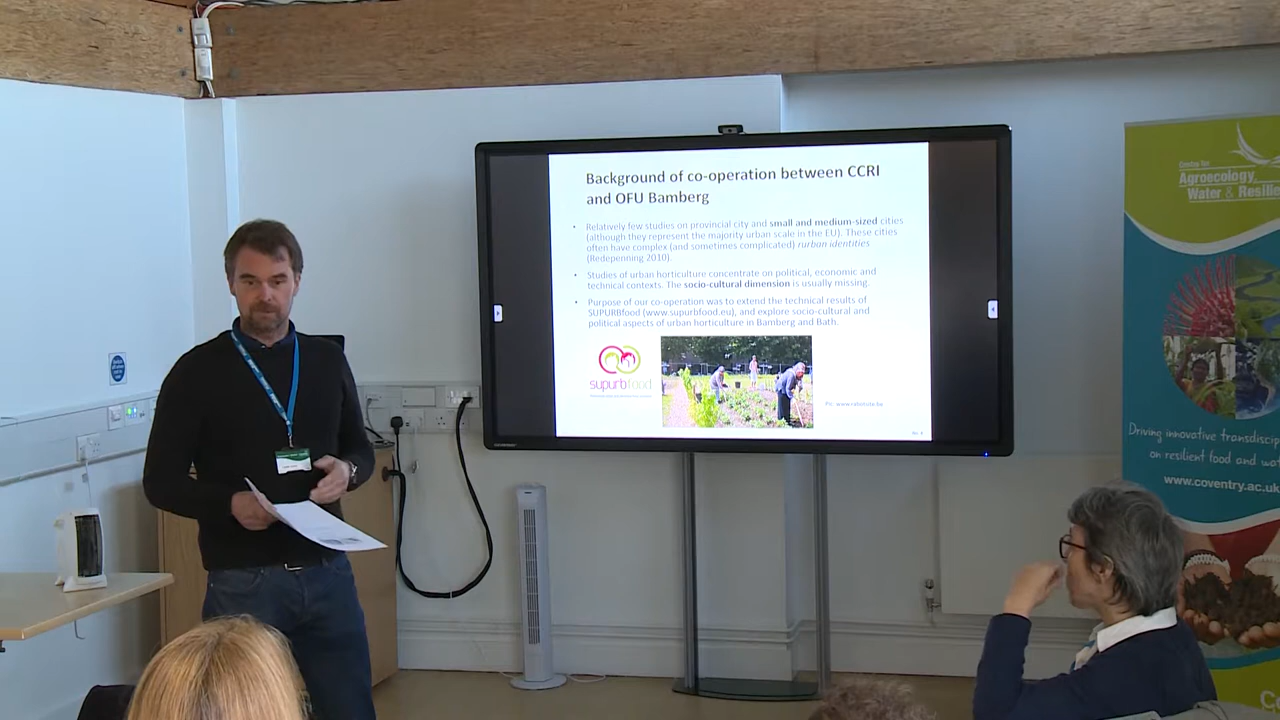 Background of co-operation between CCRI
and OFU Bamberg
• Relatively few studies on provincial city and small and medium-sized cities
(although they represent the majority urban scale in the EU). These cities
often have complex (and sometimes complicated) rurban identities
(Redepenning 2010).
• Studies of urban horticulture concentrate on political, economic and
technical contexts. The socio-cultural dimension is usually missing.
• Purpose of our co-operation was to extend the technical results of
SUPURBfood (www.supurbfood.eu), and explore socio-cultural and
political aspects of urban horticulture in Bamberg and Bath.
supurbfood
Centre for
Agroecology,
Water & Resilie
Driving innovative transdiscip
on resilient food and wat
www.coventry.ac.uk